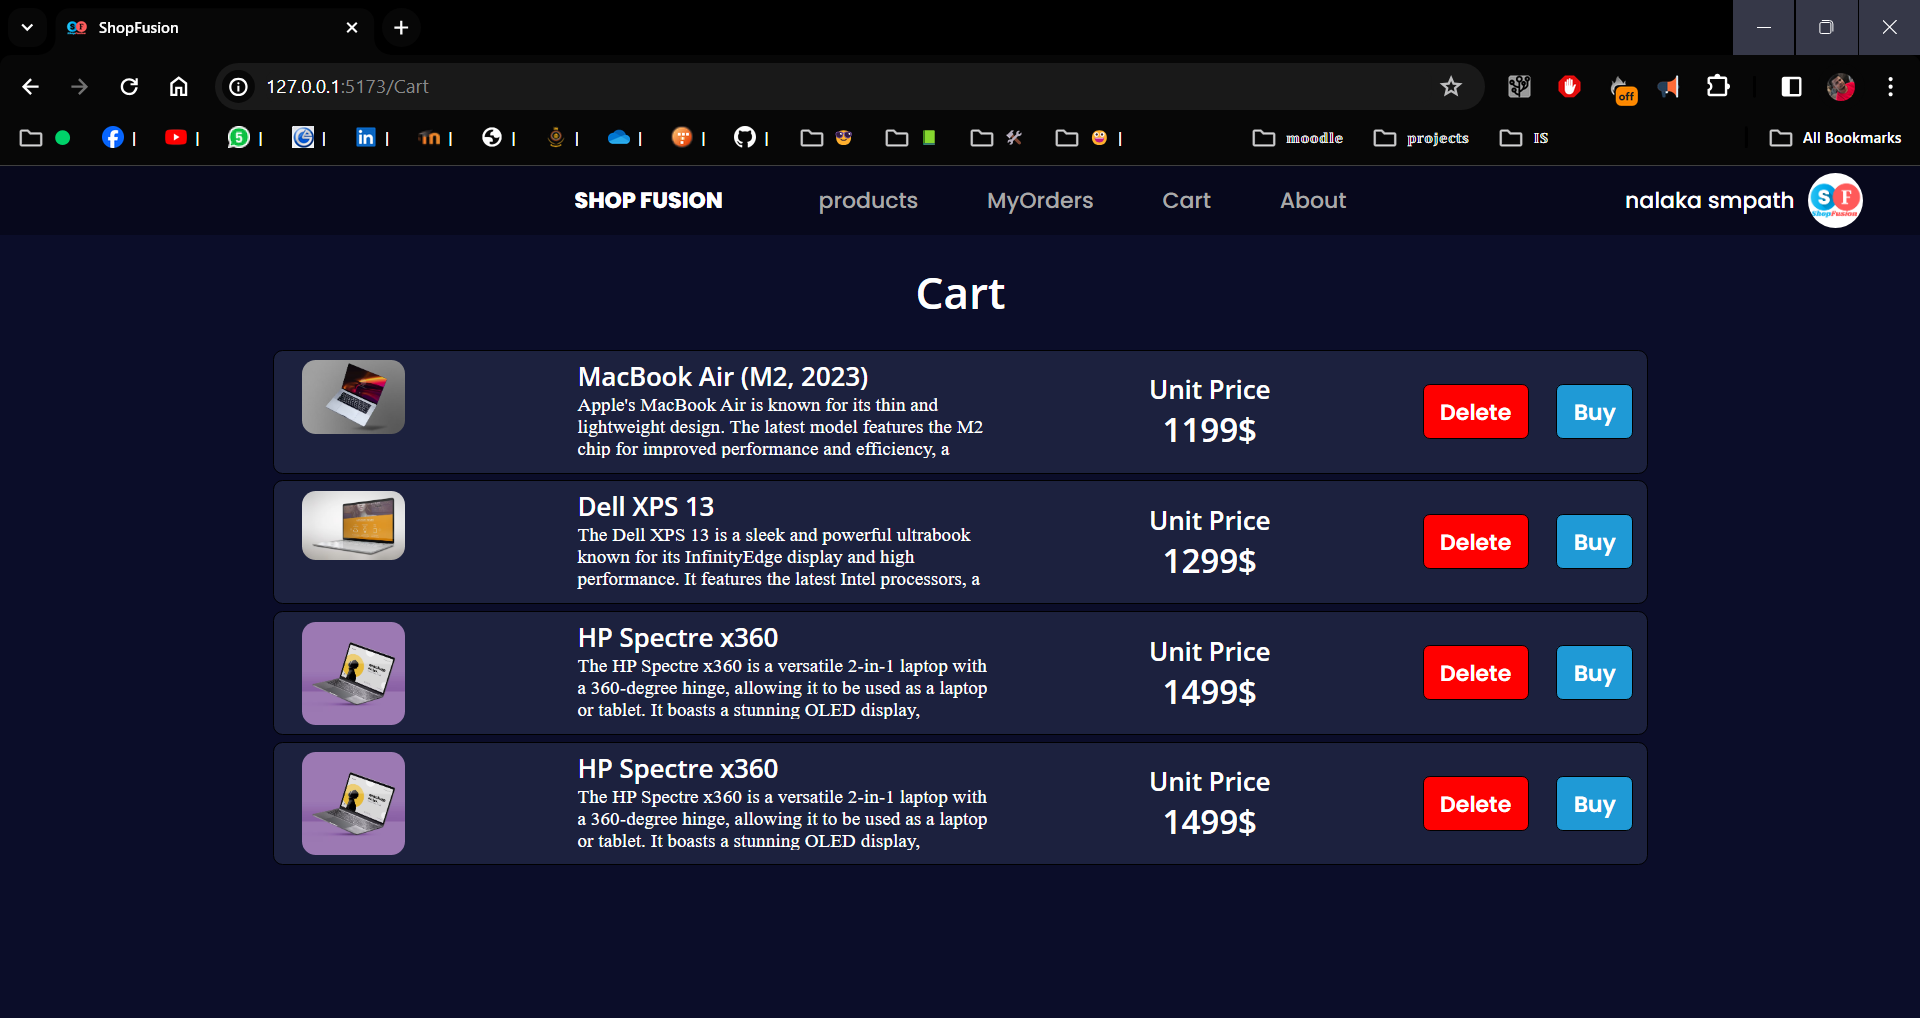 ShopFusion
127.0.0.1:5173/Cart
off
5 | | | | | | | | | | |
moodle
projects
IS
All Bookmarks
SHOP FUSION
products
MyOrders
Cart
About
nalaka smpath
S F
ShopFusion
Cart
MacBook Air (M2, 2023)
Apple's MacBook Air is known for its thin and
lightweight design. The latest model features the M2
chip for improved performance and efficiency, a
Unit Price
1199$
Delete
Buy
Dell XPS 13
The Dell XPS 13 is a sleek and powerful ultrabook
known for its InfinityEdge display and high
performance. It features the latest Intel processors, a
Unit Price
1299$
Delete
Buy
HP Spectre x360
The HP Spectre x360 is a versatile 2-in-1 laptop with
a 360-degree hinge, allowing it to be used as a laptop
or tablet. It boasts a stunning OLED display,
Unit Price
1499$
Delete
Buy
HP Spectre x360
The HP Spectre x360 is a versatile 2-in-1 laptop with
a 360-degree hinge, allowing it to be used as a laptop
or tablet. It boasts a stunning OLED display,
Unit Price
1499$
Delete
Buy